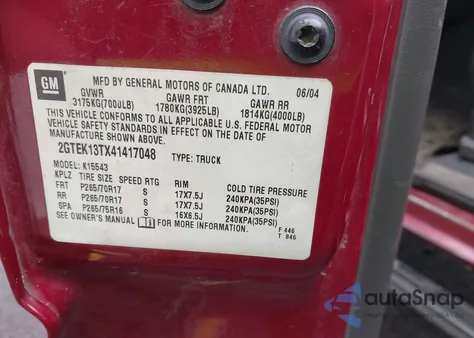 GM
MFD BY GENERAL MOTORS OF CANADA LTD. 06/04
GVWR GAWR FRT GAWR RR
3175KG(7000LB) 1780KG(3925LB) 1814KG(4000LB)
THIS VEHICLE CONFORMS TO ALL APPLICABLE U.S. FEDERAL MOTOR
VEHICLE SAFETY STANDARDS IN EFFECT ON THE DATE OF
MANUFACTURE SHOWN ABOVE.
2GTEK13TX41417048 TYPE: TRUCK
MODEL: K15543
KPLZ TIRE SIZE SPEED RTG RIM COLD TIRE PRESSURE
FRT P265/70R17 S 17X7.5J 240KPA(35PSI)
RR P265/70R17 S 17X7.5J 240KPA(35PSI)
SPA P265/75R16 S 16X6.5J 240KPA(35PSI)
SEE OWNER'S MANUAL FOR MORE INFORMATION.
F 446
T 846
autoSnap